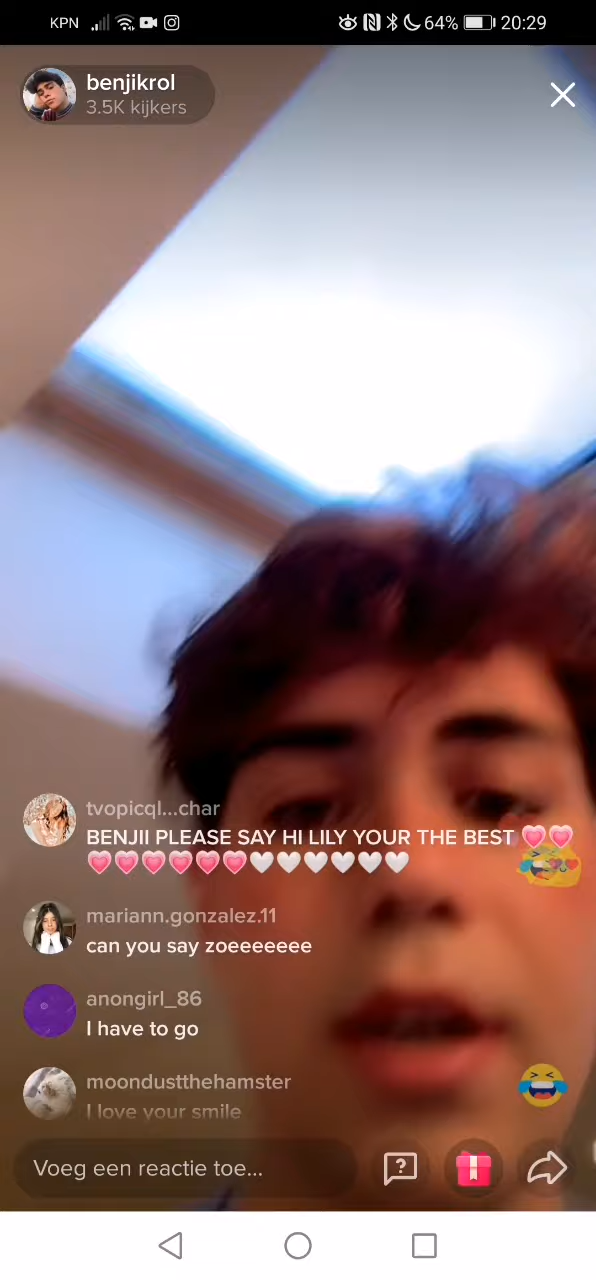 KPN 64% 20:29
benjikrol
3.5K kijkers
tvopicql...char
BENJII PLEASE SAY HI LILY YOUR THE BEST 💗💗
💗💗💗💗💗💗🤍🤍🤍🤍🤍🤍
mariann.gonzalez.11
can you say zoeeeeeee
anongirl_86
I have to go
moondustthehamster
I love your smile
Voeg een reactie toe...